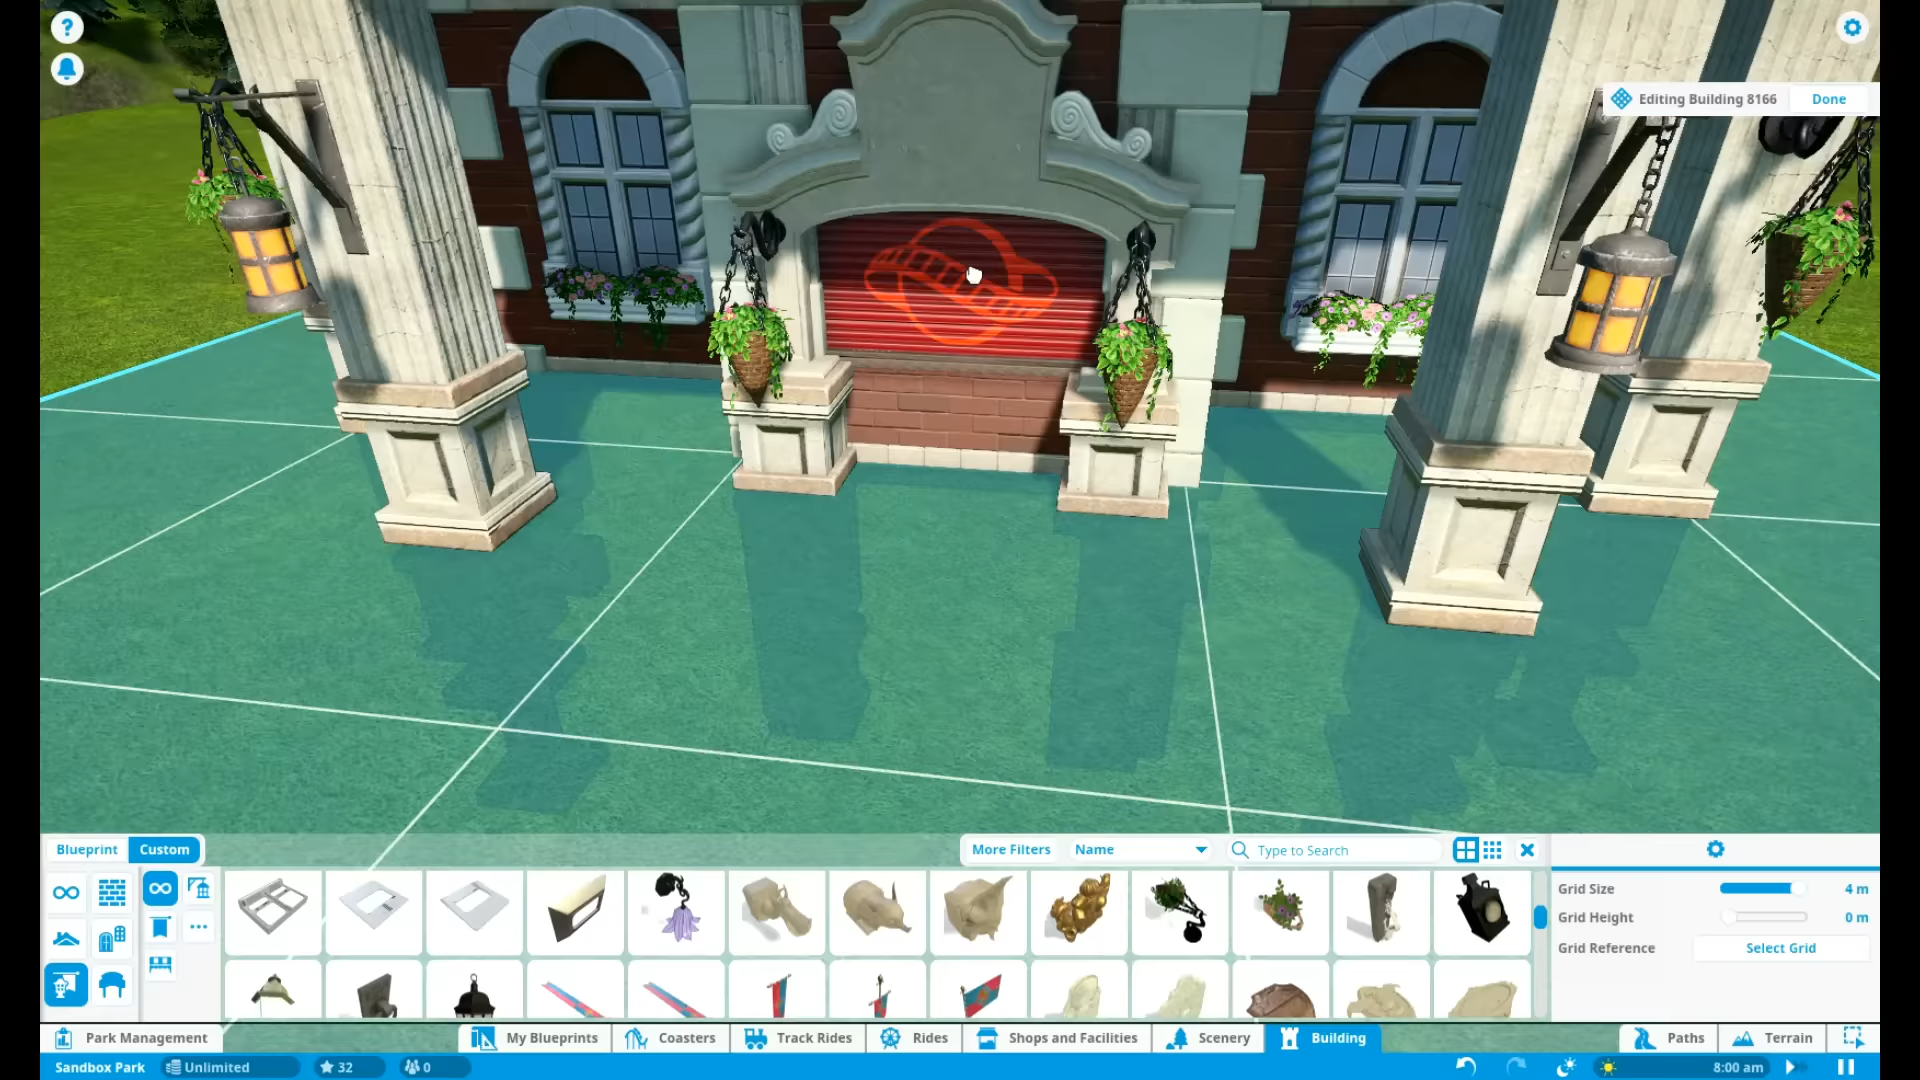 ?
Editing Building 8166
Done
Blueprint
Custom
More Filters
Name
Type to Search
Grid Size
4 m
Grid Height
0 m
Grid Reference
Select Grid
Park Management
My Blueprints
Coasters
Track Rides
Rides
Shops and Facilities
Scenery
Building
Paths
Terrain
Sandbox Park
Unlimited
32
0
8:00 am